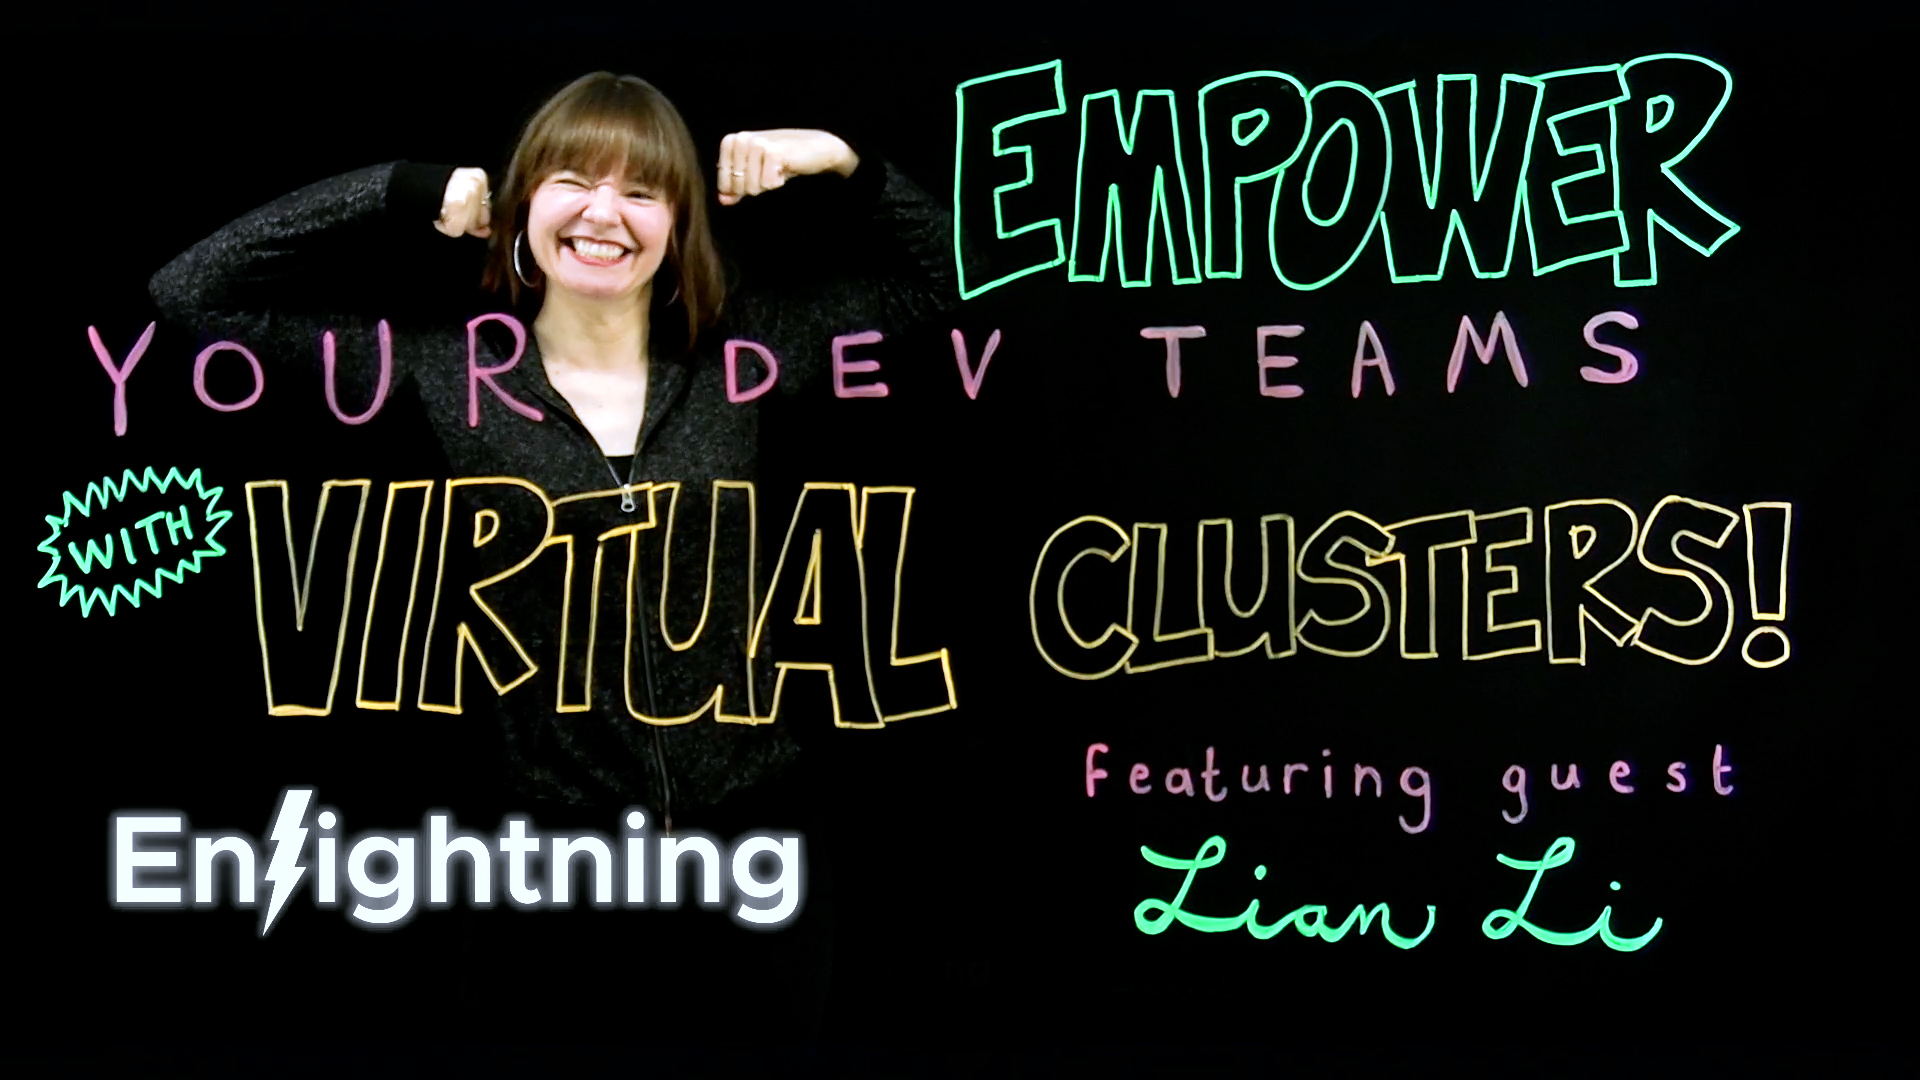 EMPOWER
YOUR DEV TEAMS
WITH VIRTUAL CLUSTERS!
Featuring guest
Lian Li
Enlightning